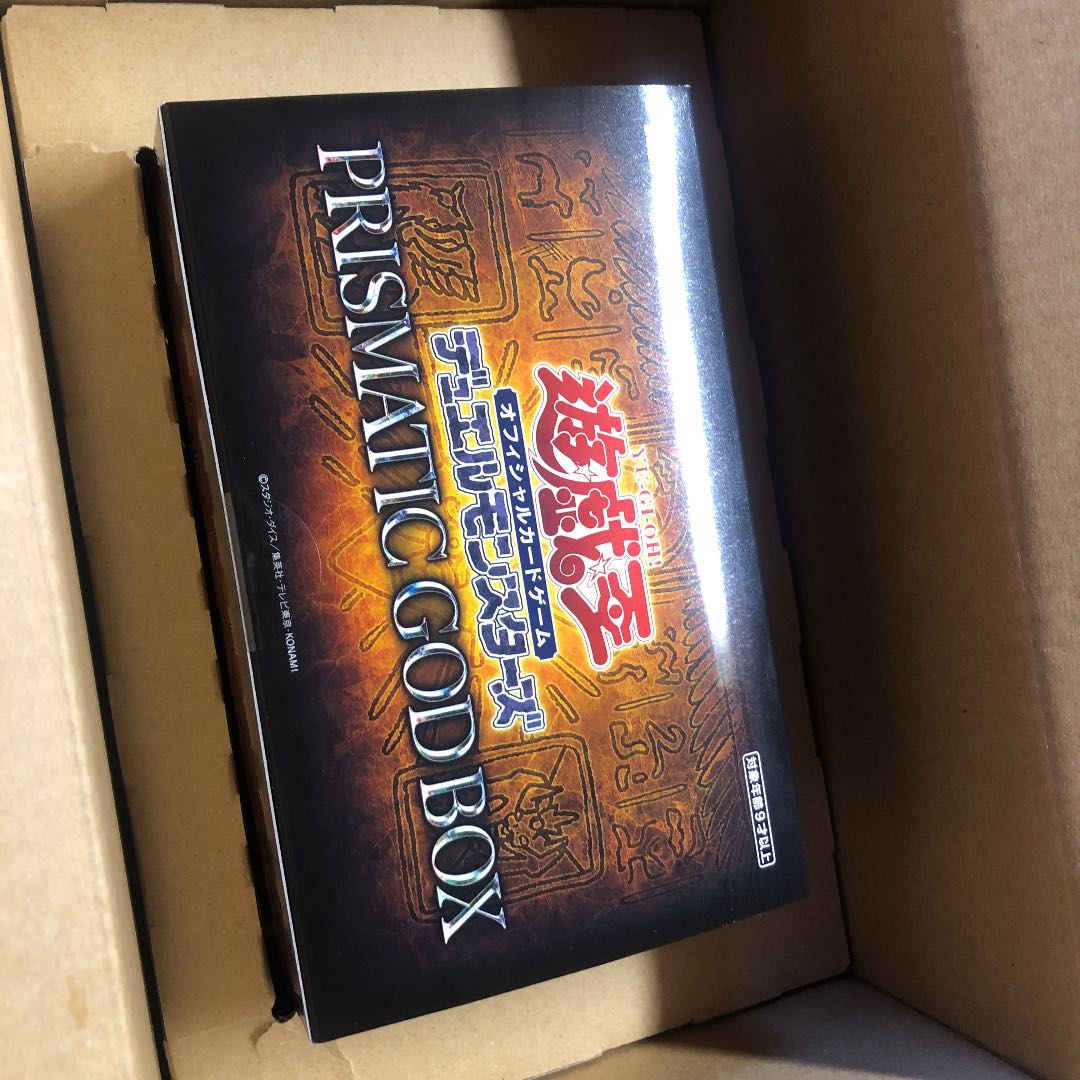 対象年齢9才以上
YU-GI-OH!
遊戯王
オフィシャルカードゲーム
デュエルモンスターズ
PRISMATIC GOD BOX
©スタジオ・ダイス/集英社・テレビ東京・KONAMI